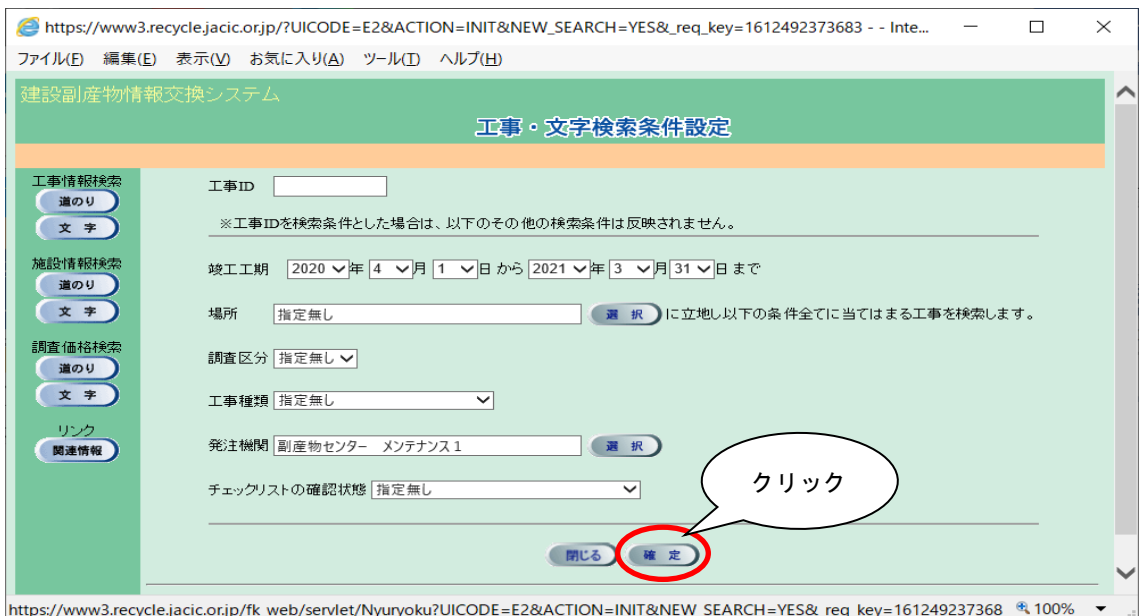 https://www3.recycle.jacic.or.jp/?UICODE=E2&ACTION=INIT&NEW_SEARCH=YES&_req_key=1612492373683 - - Inte...
ファイル(F) 編集(E) 表示(V) お気に入り(A) ツール(T) ヘルプ(H)
建設副産物情報交換システム
工事・文字検索条件設定
工事情報検索
道のり
文 字
施設情報検索
道のり
文 字
調査価格検索
道のり
文 字
リンク
関連情報
工事ID
※工事IDを検索条件とした場合は、以下のその他の検索条件は反映されません。
竣工工期 2020 年 4 月 1 日 から 2021 年 3 月 31 日 まで
場所 指定無し 選 択 に立地し以下の条件全てに当てはまる工事を検索します。
調査区分 指定無し
工事種類 指定無し
発注機関 副産物センター メンテナンス1 選 択
チェックリストの確認状態 指定無し
クリック
閉じる 確 定
https://www3.recycle.jacic.or.jp/fk_web/servlet/Nyuryoku?UICODE=E2&ACTION=INIT&NEW_SEARCH=YES&_req_key=161249237368 100%